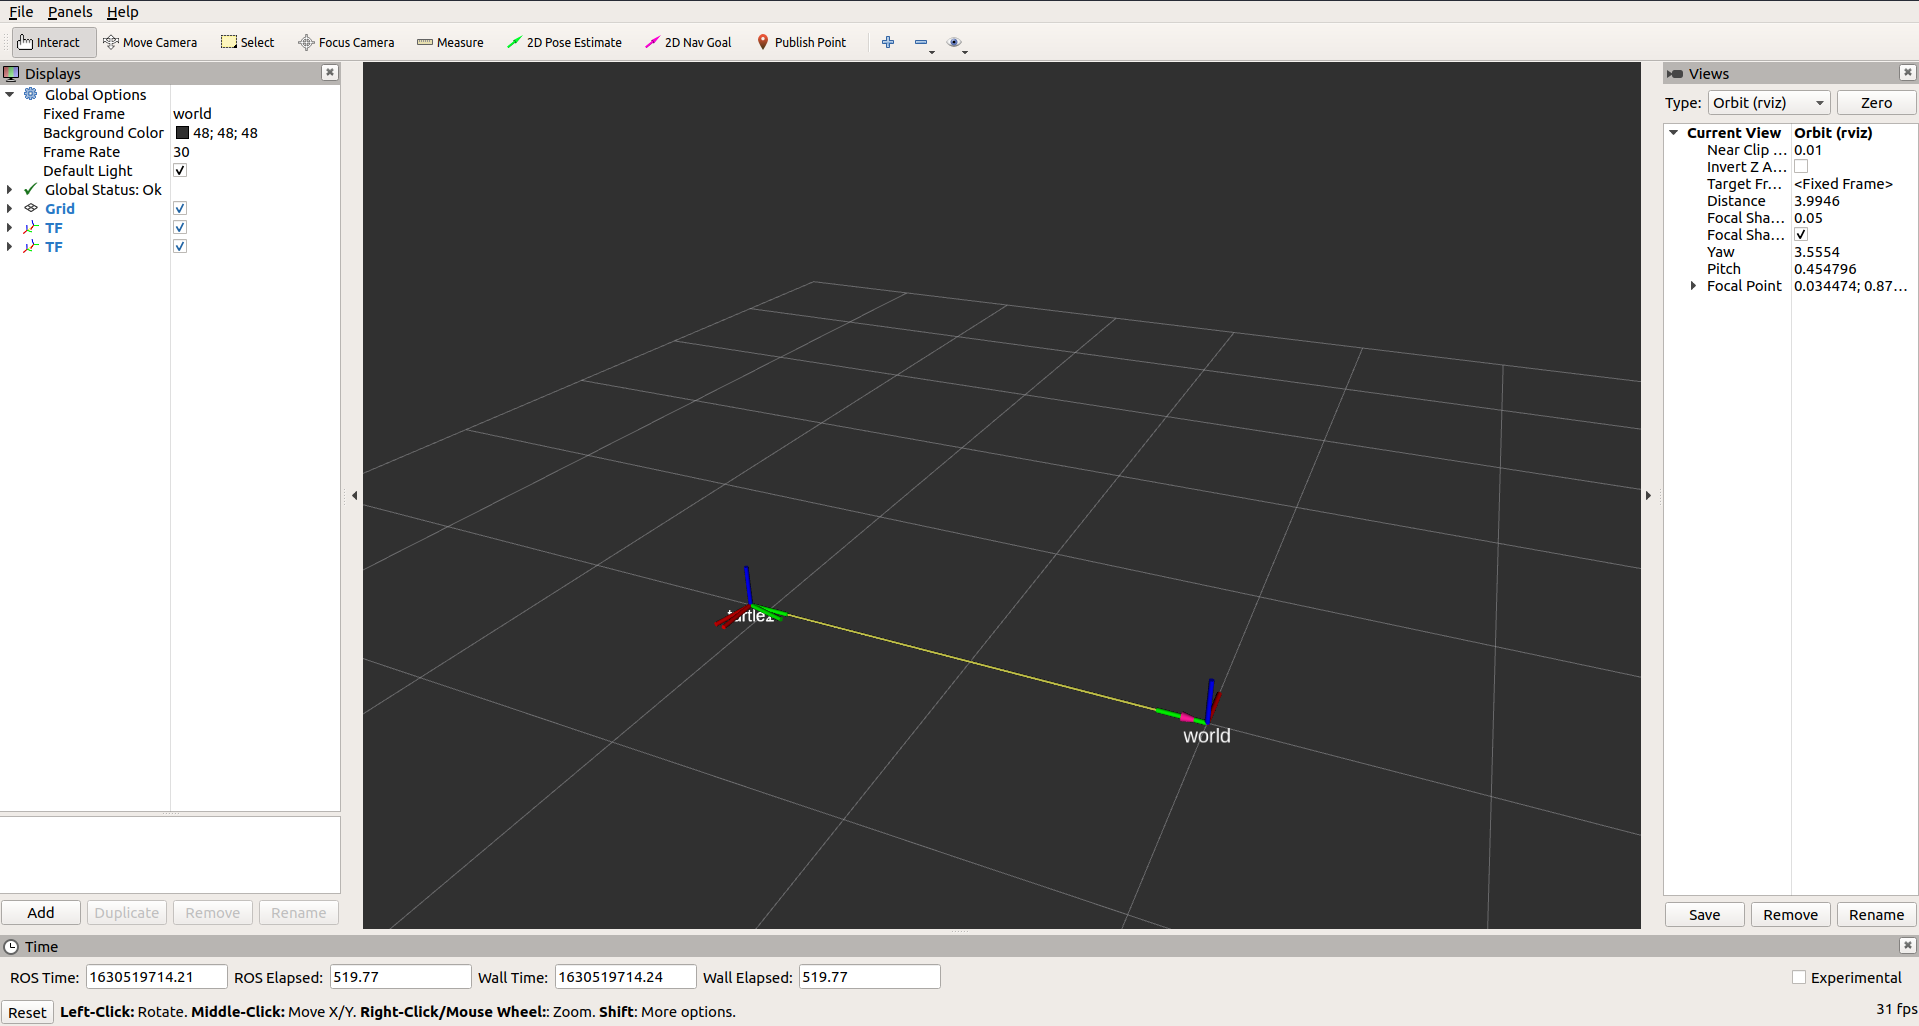 File Panels Help
Interact Move Camera Select Focus Camera Measure 2D Pose Estimate 2D Nav Goal Publish Point
Displays
Global Options
Fixed Frame world
Background Color 48; 48; 48
Frame Rate 30
Default Light
Global Status: Ok
Grid
TF
TF
Add Duplicate Remove Rename
world
Views
Type: Orbit (rviz) Zero
Current View Orbit (rviz)
Near Clip ... 0.01
Invert Z A...
Target Fr... <Fixed Frame>
Distance 3.9946
Focal Sha... 0.05
Focal Sha...
Yaw 3.5554
Pitch 0.454796
Focal Point 0.034474; 0.87...
Save Remove Rename
Time
ROS Time: 1630519714.21 ROS Elapsed: 519.77 Wall Time: 1630519714.24 Wall Elapsed: 519.77 Experimental
Reset Left-Click: Rotate. Middle-Click: Move X/Y. Right-Click/Mouse Wheel:: Zoom. Shift: More options. 31 fps